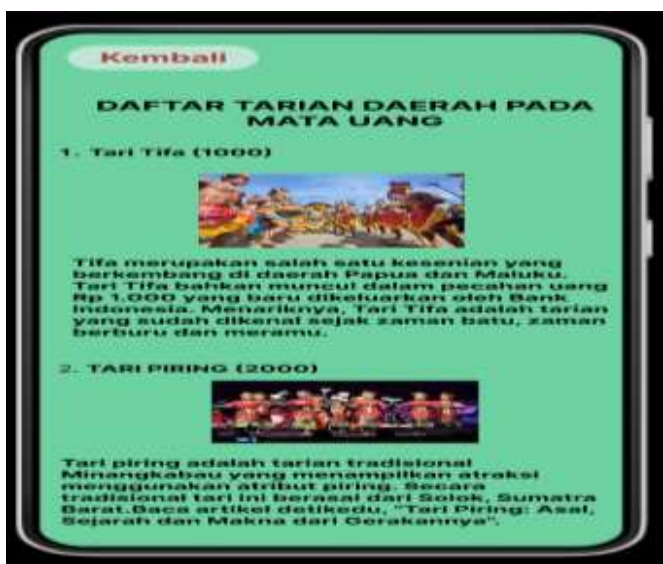 Kembali
DAFTAR TARIAN DAERAH PADA
MATA UANG
1. Tari Tifa (1000)
Tifa merupakan salah satu kesenian yang
berkembang di daerah Papua dan Maluku.
Tari Tifa bahkan muncul dalam pecahan uang
Rp 1.000 yang baru dikeluarkan oleh Bank
Indonesia. Menariknya, Tari Tifa adalah tarian
yang sudah dikenal sejak zaman batu, zaman
berburu dan meramu.
2. TARI PIRING (2000)
Tari piring adalah tarian tradisional
Minangkabau yang menampilkan atraksi
menggunakan atribut piring. Secara
tradisional tari ini berasal dari Solok, Sumatra
Barat.Baca artikel detikedu, "Tari Piring: Asal,
Sejarah dan Makna dari Gerakannya".